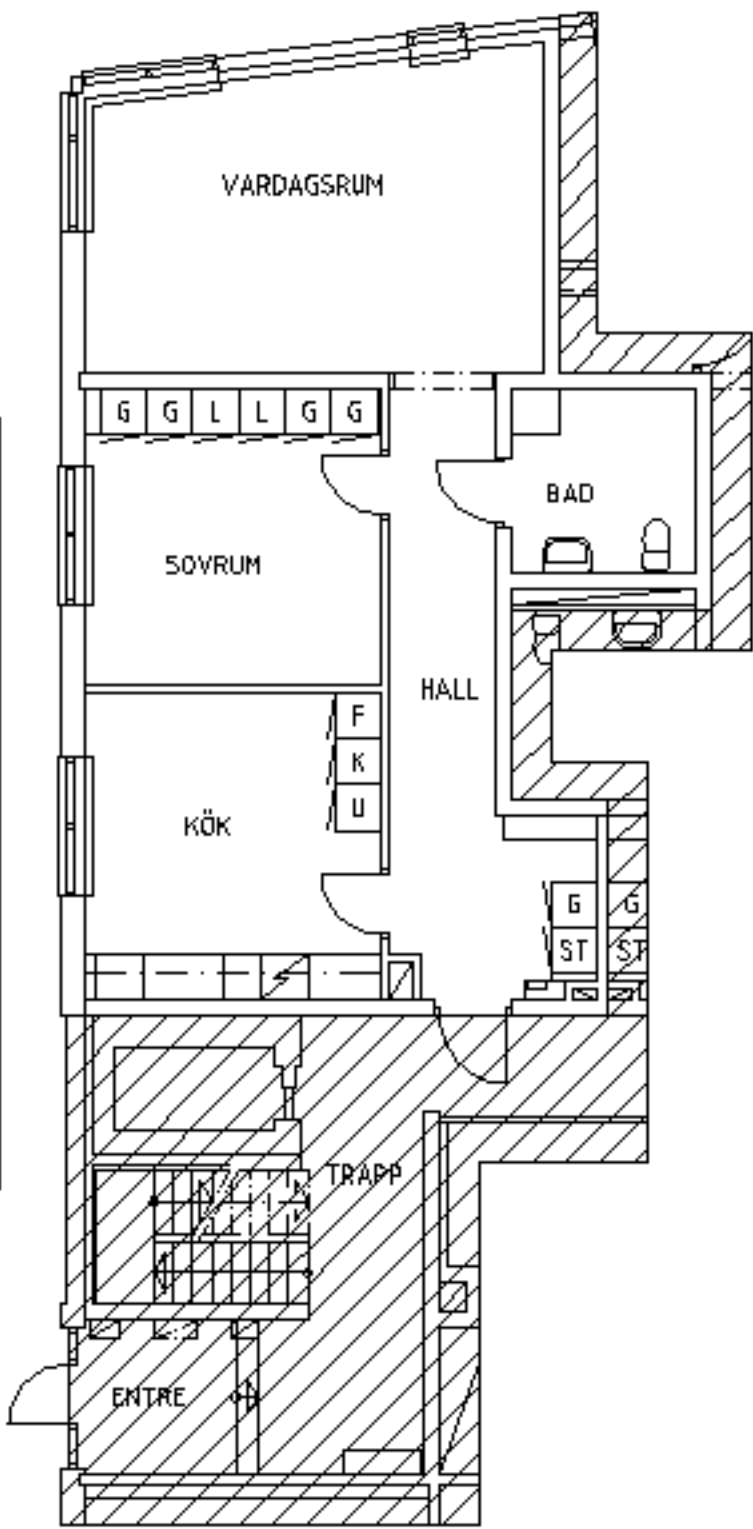 VARDAGSRUM
G G L L G G
BAD
SOVRUM
HALL
F
K
U
KÖK
G G
ST ST
TRAPP
ENTRE